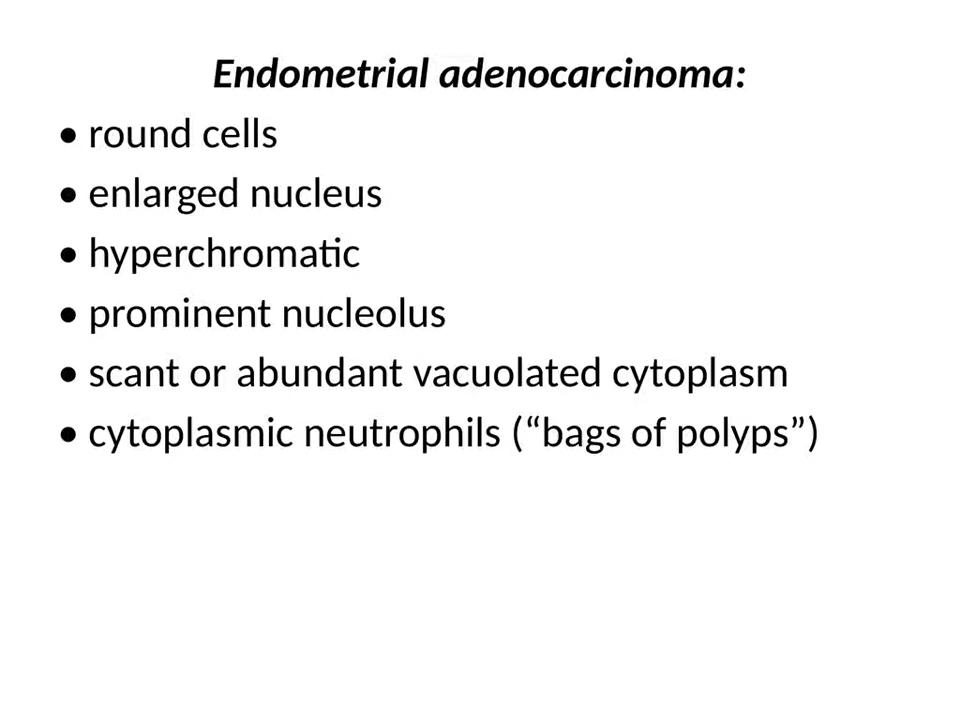 Endometrial adenocarcinoma:
• round cells
• enlarged nucleus
• hyperchromatic
• prominent nucleolus
• scant or abundant vacuolated cytoplasm
• cytoplasmic neutrophils (“bags of polyps”)